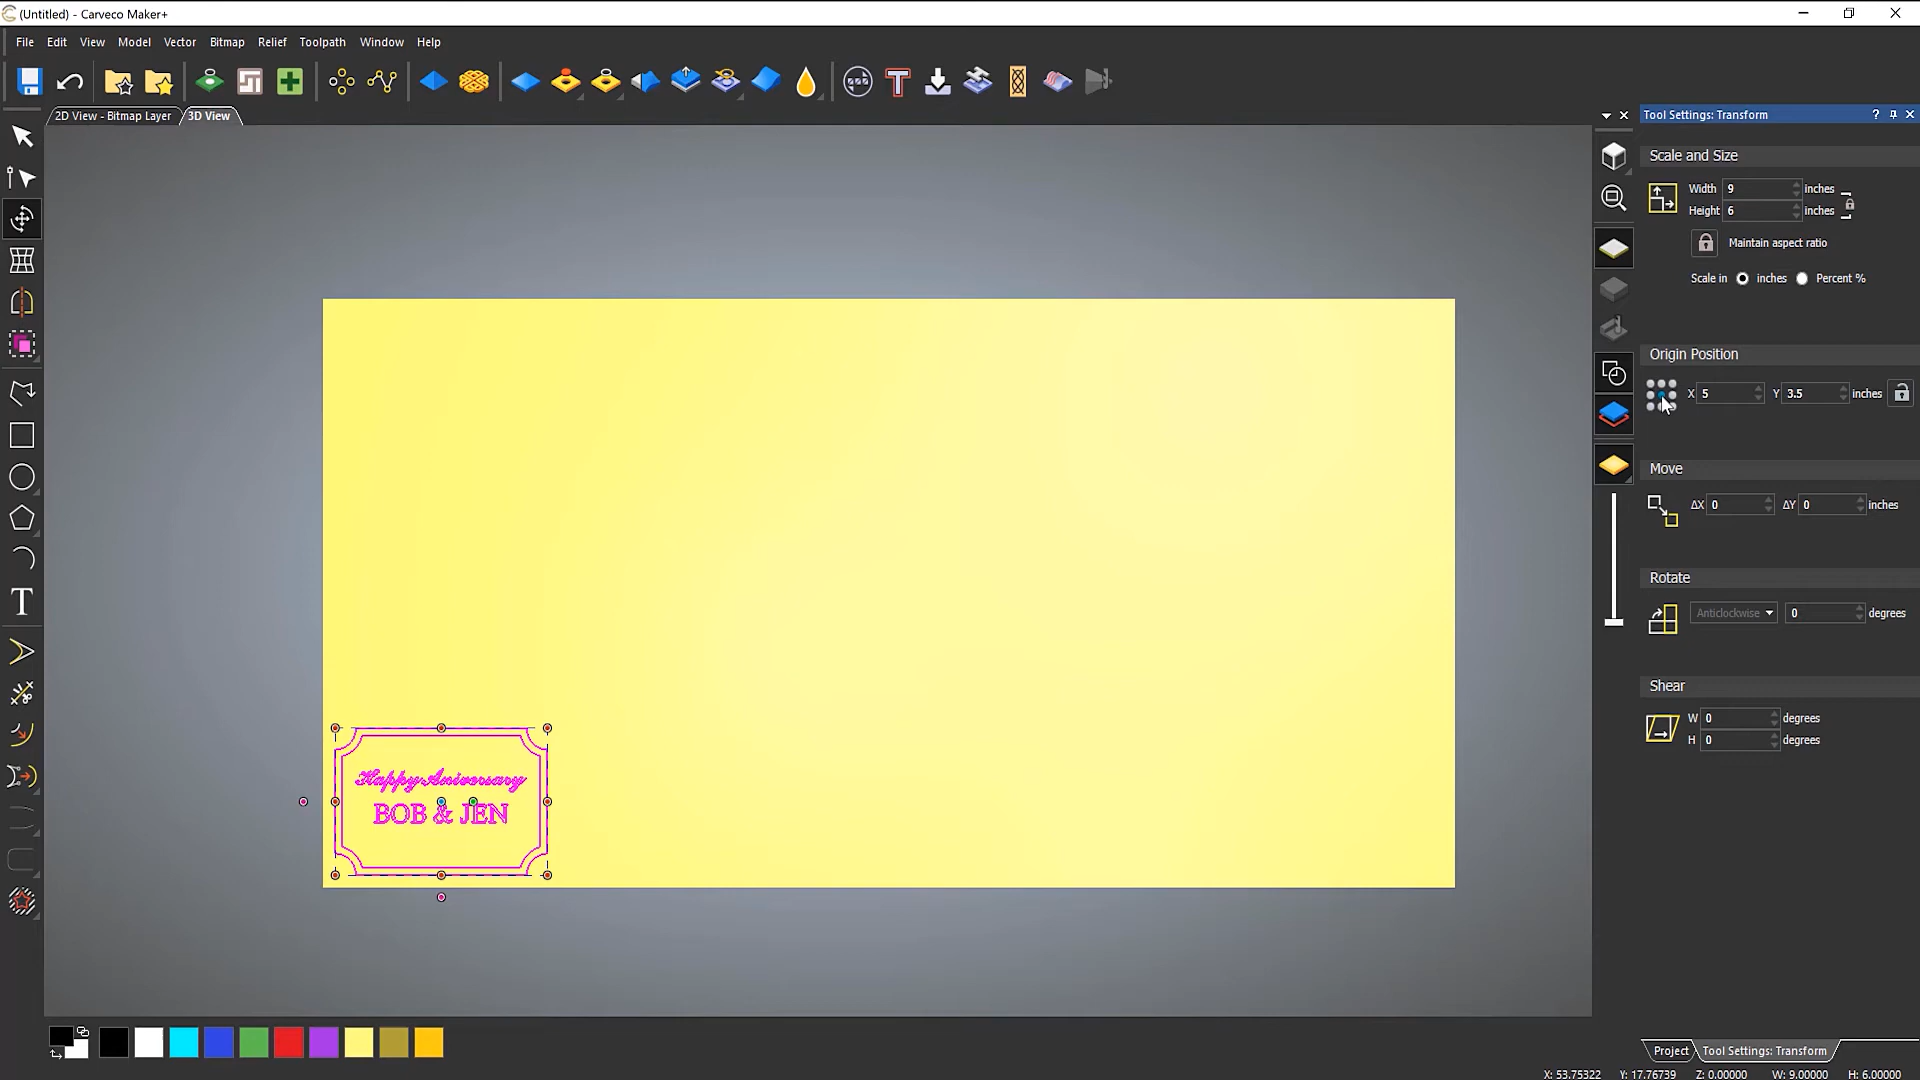 (Untitled) - Carveco Maker+
File Edit View Model Vector Bitmap Relief Toolpath Window Help
2D View - Bitmap Layer 3D View
Tool Settings: Transform ?
Scale and Size
Width 9 inches
Height 6 inches
Maintain aspect ratio
Scale in inches Percent %
Origin Position
X 5 Y 3.5 inches
Move
ΔX 0 ΔY 0 inches
Rotate
Anticlockwise 0 degrees
Shear
W 0 degrees
H 0 degrees
Happy Aniversary
BOB & JEN
Project Tool Settings: Transform
X: 53.75322 Y: 17.76739 Z: 0.00000 W: 9.00000 H: 6.00000